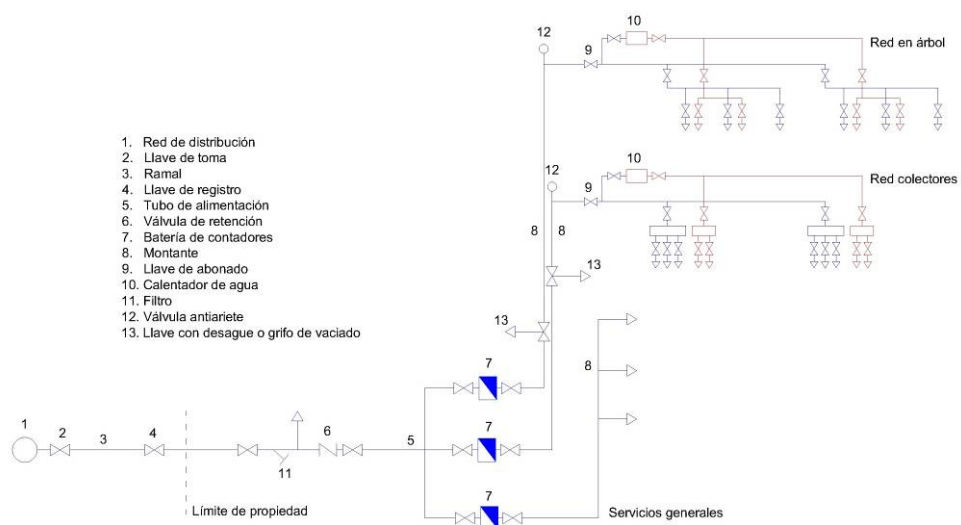 12
10
9
Red en árbol
1. Red de distribución
2. Llave de toma
3. Ramal
4. Llave de registro
5. Tubo de alimentación
6. Válvula de retención
7. Batería de contadores
8. Montante
9. Llave de abonado
10. Calentador de agua
11. Filtro
12. Válvula antiariete
13. Llave con desague o grifo de vaciado
12
10
9
Red colectores
8
8
13
13
7
8
1
2
3
4
11
6
5
7
7
Límite de propiedad
Servicios generales